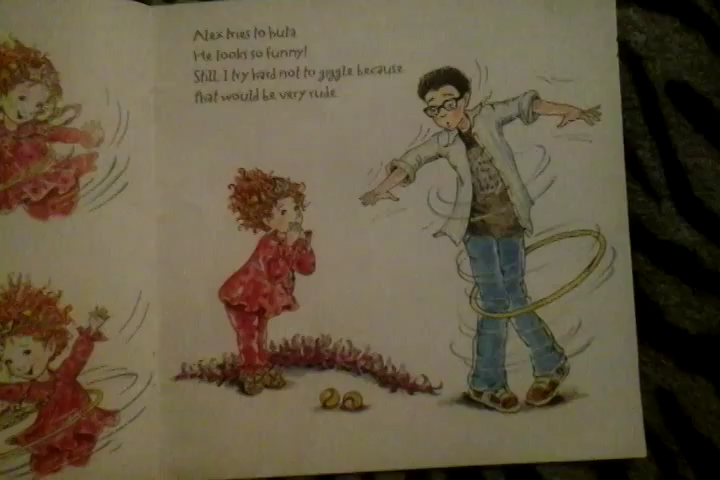 Alex tries to hula
He looks so funny!
Still, I try hard not to giggle because
that would be very rude